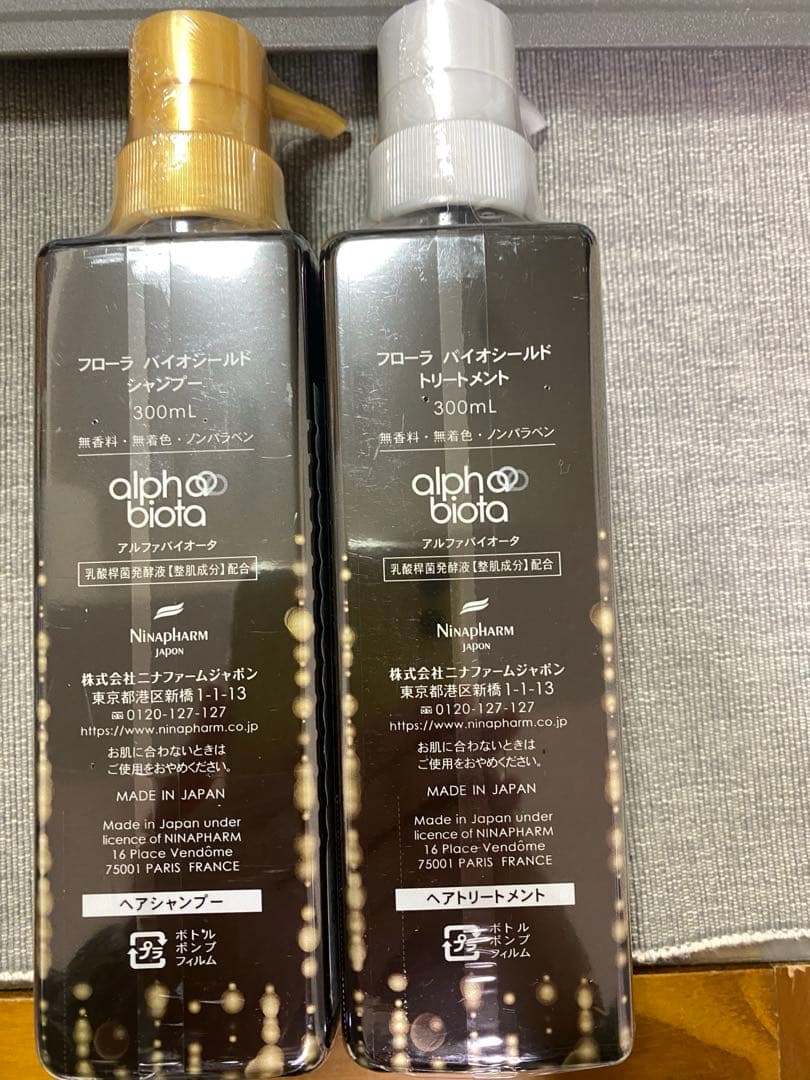 フローラ バイオシールド
シャンプー
300mL
無香料・無着色・ノンパラベン
alpha
biota
アルファバイオータ
乳酸桿菌発酵液【整肌成分】配合
NINAPHARM
JAPON
株式会社ニナファームジャポン
東京都港区新橋1-1-13
0120-127-127
https://www.ninapharm.co.jp
お肌に合わないときは
ご使用をおやめください。
MADE IN JAPAN
Made in Japan under
licence of NINAPHARM
16 Place Vendôme
75001 PARIS FRANCE
ヘアシャンプー
プラ
ボトル
ポンプ
フィルム
フローラ バイオシールド
トリートメント
300mL
無香料・無着色・ノンパラベン
alpha
biota
アルファバイオータ
乳酸桿菌発酵液【整肌成分】配合
NINAPHARM
JAPON
株式会社ニナファームジャポン
東京都港区新橋1-1-13
0120-127-127
https://www.ninapharm.co.jp
お肌に合わないときは
ご使用をおやめください。
MADE IN JAPAN
Made in Japan under
licence of NINAPHARM
16 Place Vendôme
75001 PARIS FRANCE
ヘアトリートメント
プラ
ボトル
ポンプ
フィルム